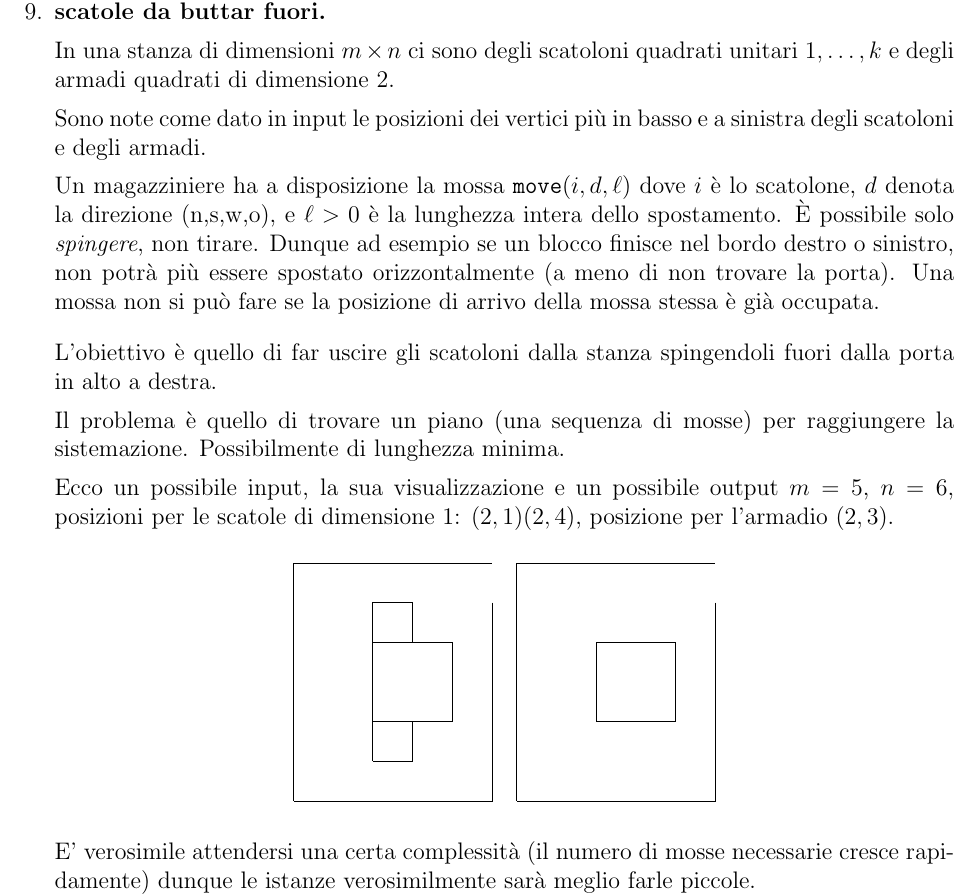 9. scatole da buttar fuori.
In una stanza di dimensioni m × n ci sono degli scatoloni quadrati unitari 1, . . . , k e degli
armadi quadrati di dimensione 2.
Sono note come dato in input le posizioni dei vertici più in basso e a sinistra degli scatoloni
e degli armadi.
Un magazziniere ha a disposizione la mossa move(i, d, ℓ) dove i è lo scatolone, d denota
la direzione (n,s,w,o), e ℓ > 0 è la lunghezza intera dello spostamento. È possibile solo
spingere, non tirare. Dunque ad esempio se un blocco finisce nel bordo destro o sinistro,
non potrà più essere spostato orizzontalmente (a meno di non trovare la porta). Una
mossa non si può fare se la posizione di arrivo della mossa stessa è già occupata.
L'obiettivo è quello di far uscire gli scatoloni dalla stanza spingendoli fuori dalla porta
in alto a destra.
Il problema è quello di trovare un piano (una sequenza di mosse) per raggiungere la
sistemazione. Possibilmente di lunghezza minima.
Ecco un possibile input, la sua visualizzazione e un possibile output m = 5, n = 6,
posizioni per le scatole di dimensione 1: (2, 1)(2, 4), posizione per l'armadio (2, 3).
E' verosimile attendersi una certa complessità (il numero di mosse necessarie cresce rapi-
damente) dunque le istanze verosimilmente sarà meglio farle piccole.